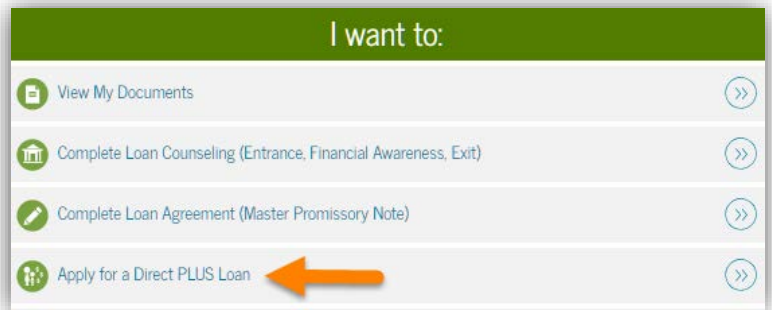 I want to:
View My Documents
Complete Loan Counseling (Entrance, Financial Awareness, Exit)
Complete Loan Agreement (Master Promissory Note)
Apply for a Direct PLUS Loan